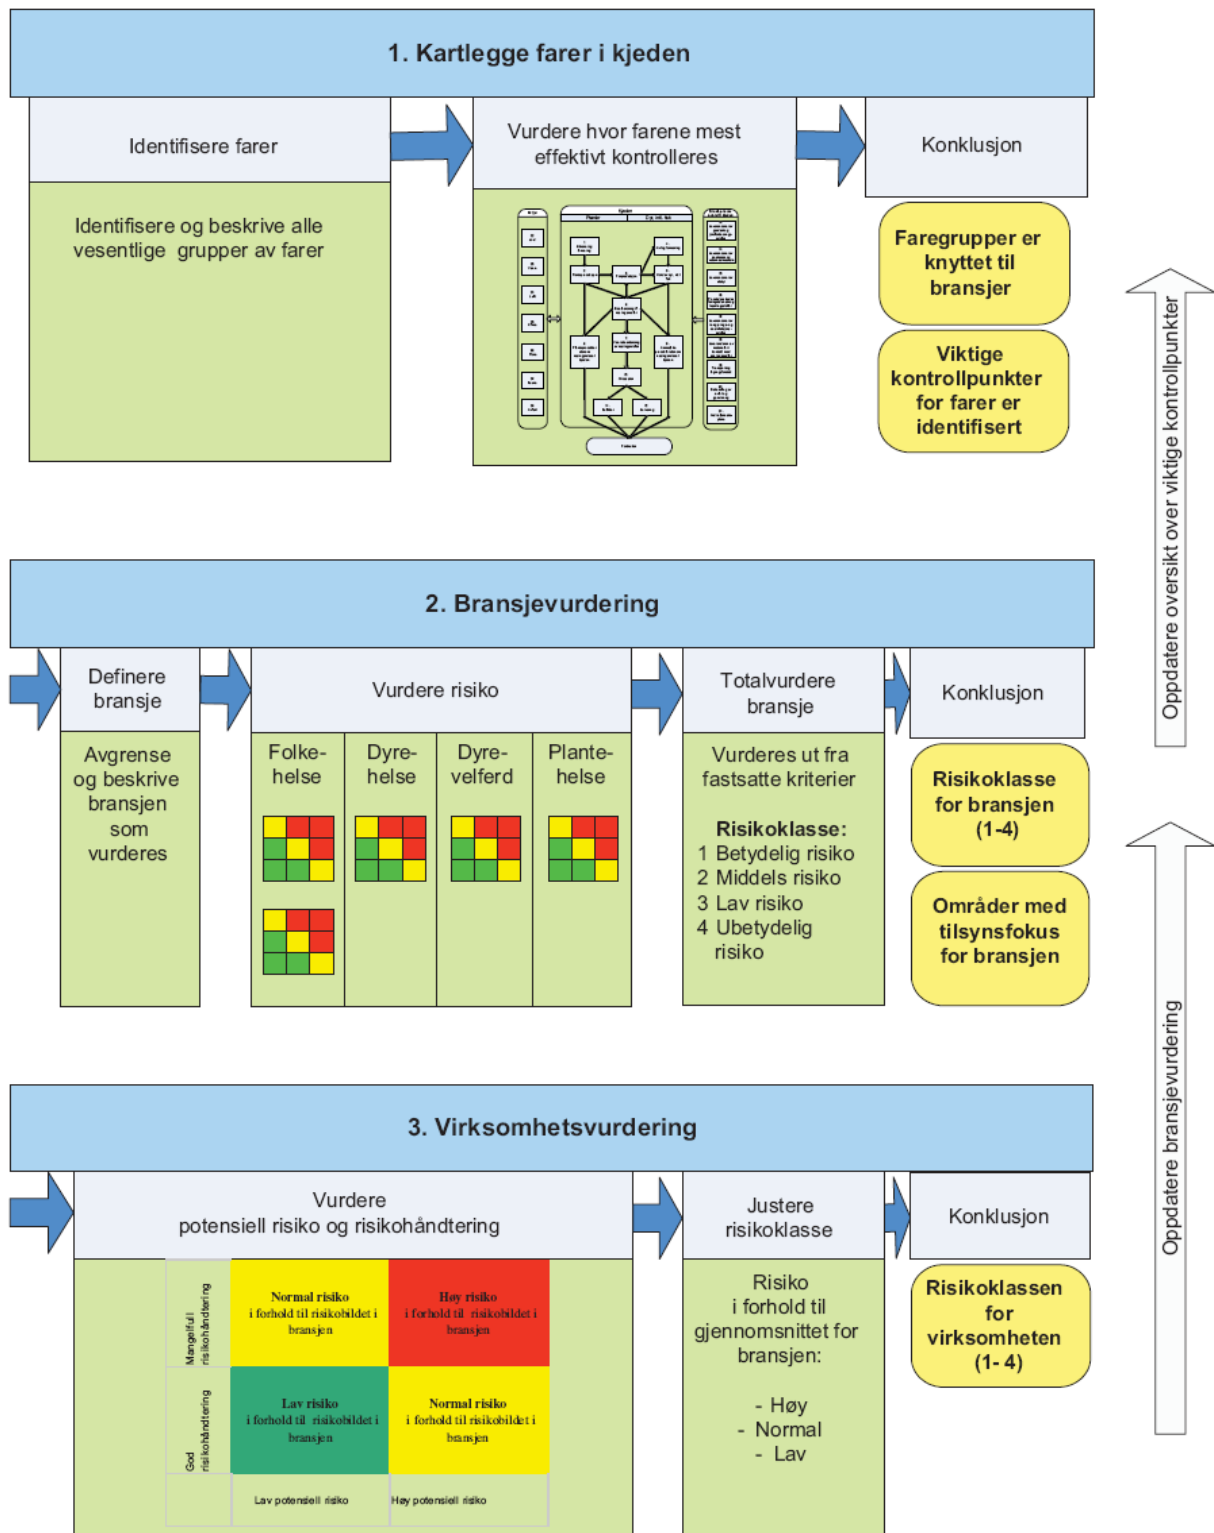 1. Kartlegge farer i kjeden
Identifisere farer
Vurdere hvor farene mest
effektivt kontrolleres
Konklusjon
Identifisere og beskrive alle
vesentlige grupper av farer
Kjeden
Planter
Faregrupper er
knyttet til
bransjer
Viktige
kontrollpunkter
for farer er
identifisert
Oppdatere oversikt over viktige kontrollpunkter
2. Bransjevurdering
Definere
bransje
Vurdere risiko
Totalvurdere
bransje
Konklusjon
Avgrense
og beskrive
bransjen
som
vurderes
Folke-
helse
Dyre-
helse
Dyre-
velferd
Plante-
helse
Vurderes ut fra
fastsatte kriterier
Risikoklasse:
1 Betydelig risiko
2 Middels risiko
3 Lav risiko
4 Ubetydelig
risiko
Risikoklasse
for bransjen
(1-4)
Områder med
tilsynsfokus
for bransjen
Oppdatere bransjevurdering
3. Virksomhetsvurdering
Vurdere
potensiell risiko og risikohåndtering
Justere
risikoklasse
Konklusjon
Mangelfull
risikohåndtering
Normal risiko
i forhold til risikobildet i
bransjen
Høy risiko
i forhold til risikobildet i
bransjen
God
risikohåndtering
Lav risiko
i forhold til risikobildet i
bransjen
Normal risiko
i forhold til risikobildet i
bransjen
Lav potensiell risiko
Høy potensiell risiko
Risiko
i forhold til
gjennomsnittet for
bransjen:
- Høy
- Normal
- Lav
Risikoklassen
for
virksomheten
(1- 4)